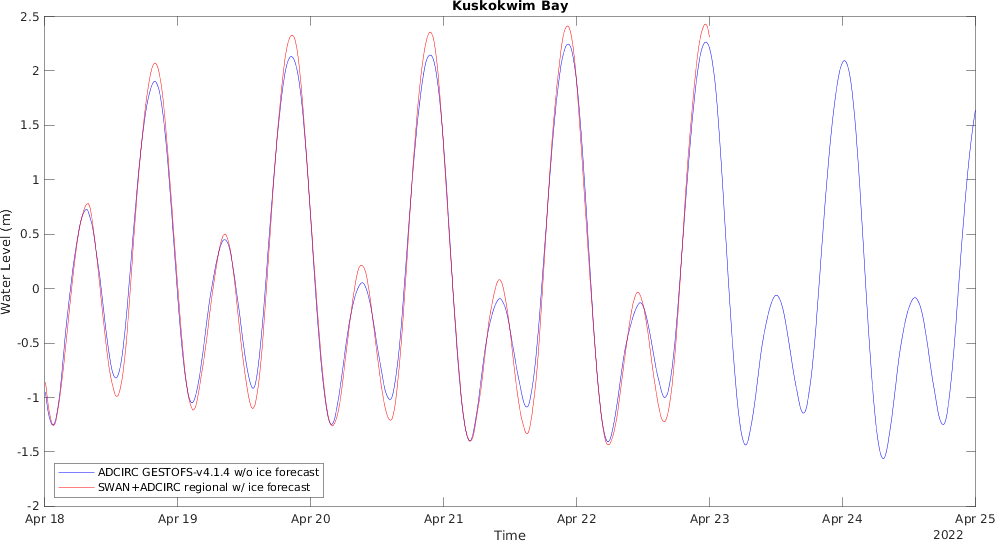 Kuskokwim Bay
2.5
2
1.5
1
0.5
0
-0.5
-1
-1.5
-2
Water Level (m)
ADCIRC GESTOFS-v4.1.4 w/o ice forecast
SWAN+ADCIRC regional w/ ice forecast
Apr 18 Apr 19 Apr 20 Apr 21 Apr 22 Apr 23 Apr 24 Apr 25
Time
2022